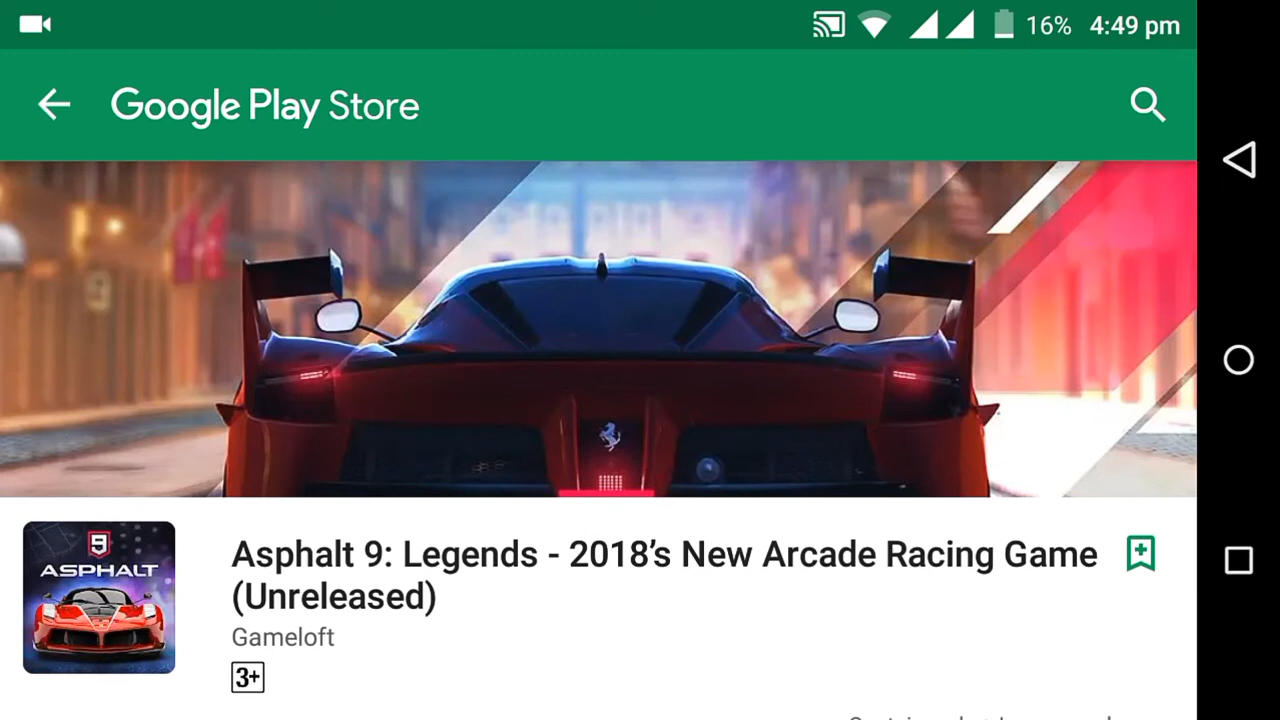 16% 4:49 pm
Google Play Store
9
ASPHALT
Asphalt 9: Legends - 2018’s New Arcade Racing Game
(Unreleased)
Gameloft
3+